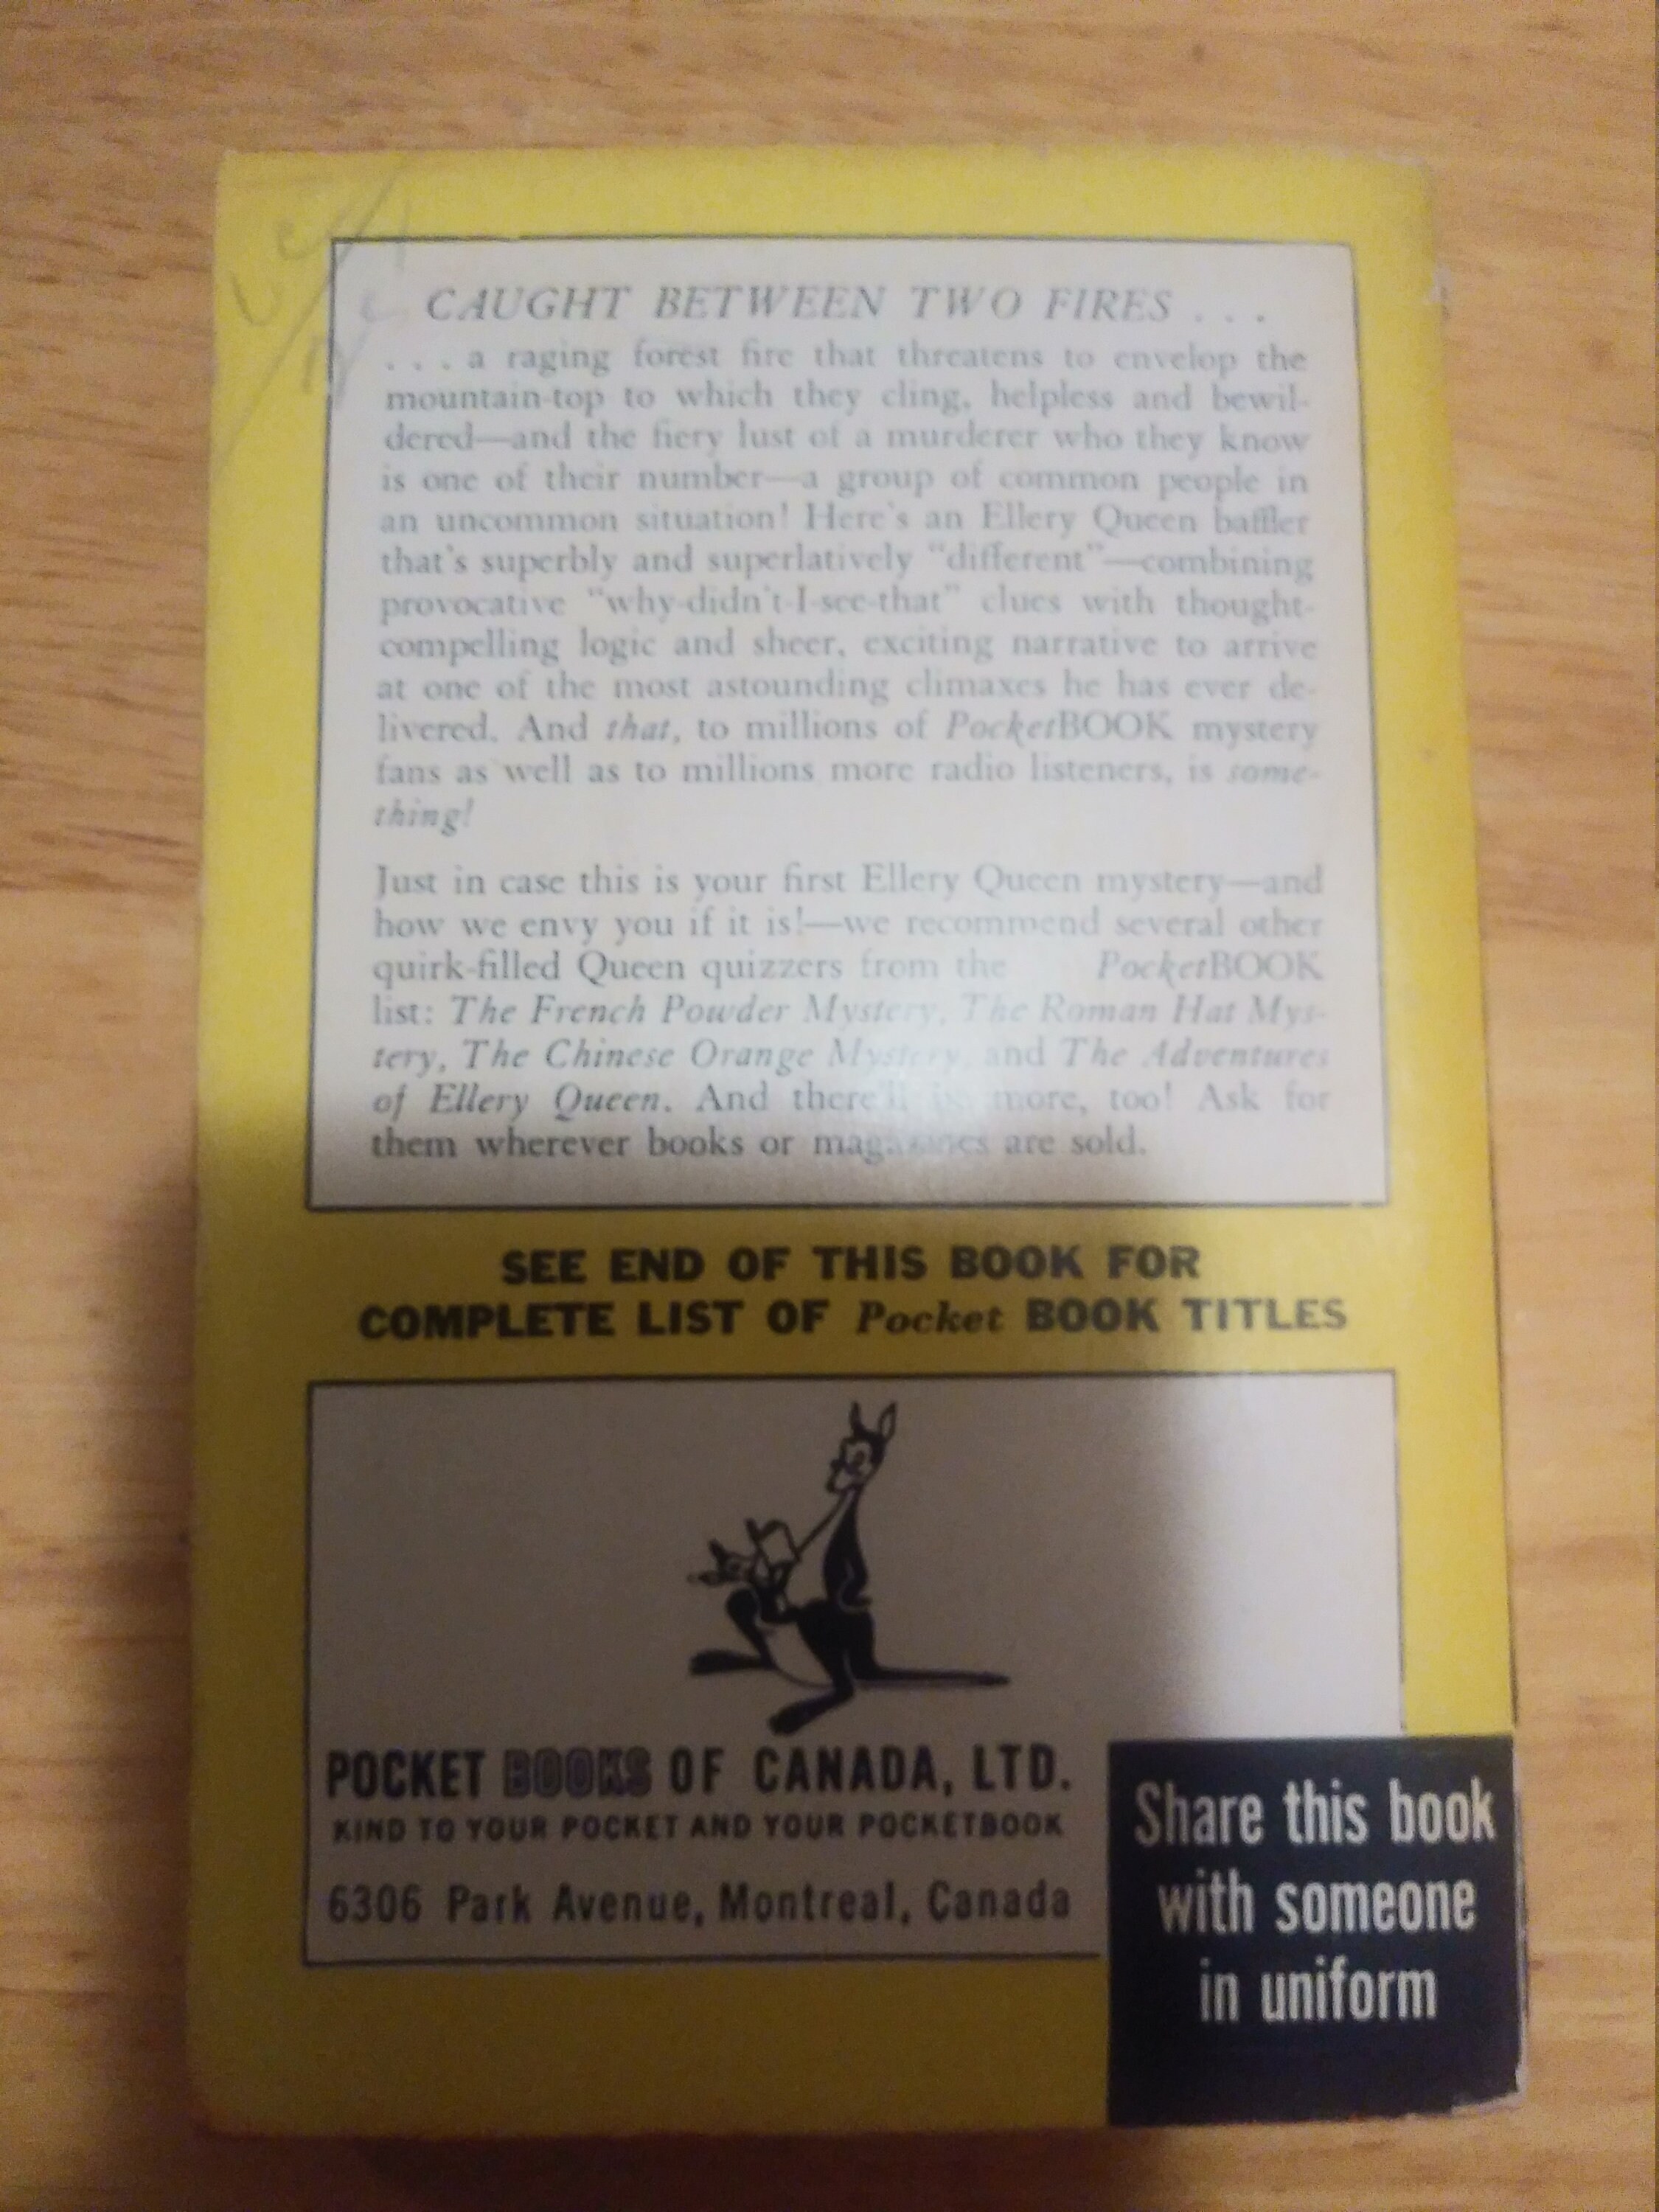 CAUGHT BETWEEN TWO FIRES . . .
. . . a raging forest fire that threatens to envelop the
mountain-top to which they cling, helpless and bewil-
dered—and the fiery lust of a murderer who they know
is one of their number—a group of common people in
an uncommon situation! Here's an Ellery Queen baffler
that's superbly and superlatively "different"—combining
provocative "why-didn't-I-see-that" clues with thought-
compelling logic and sheer, exciting narrative to arrive
at one of the most astounding climaxes he has ever de-
livered. And that, to millions of PocketBOOK mystery
fans as well as to millions more radio listeners, is some-
thing!
Just in case this is your first Ellery Queen mystery—and
how we envy you if it is!—we recommend several other
quirk-filled Queen quizzers from the PocketBOOK
list: The French Powder Mystery, The Roman Hat Mys-
tery, The Chinese Orange Mystery, and The Adventures
of Ellery Queen. And there'll be more, too! Ask for
them wherever books or magazines are sold.
SEE END OF THIS BOOK FOR
COMPLETE LIST OF Pocket BOOK TITLES
POCKET BOOKS OF CANADA, LTD.
KIND TO YOUR POCKET AND YOUR POCKETBOOK
6306 Park Avenue, Montreal, Canada
Share this book
with someone
in uniform